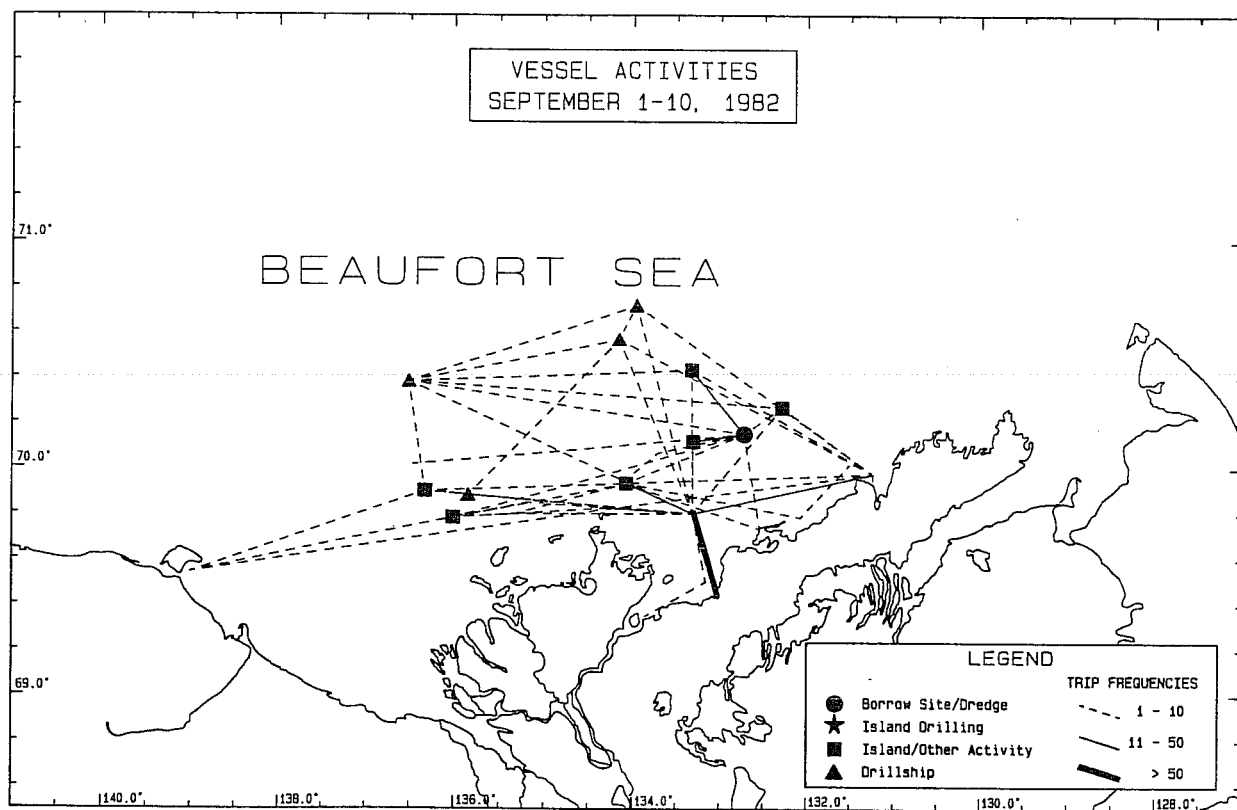 VESSEL ACTIVITIES
SEPTEMBER 1-10, 1982
71.0°
BEAUFORT SEA
70.0°
69.0°
LEGEND
TRIP FREQUENCIES
Borrow Site/Dredge
1 - 10
Island Drilling
11 - 50
Island/Other Activity
> 50
Drillship
140.0°
138.0°
136.0°
134.0°
132.0°
130.0°
128.0°